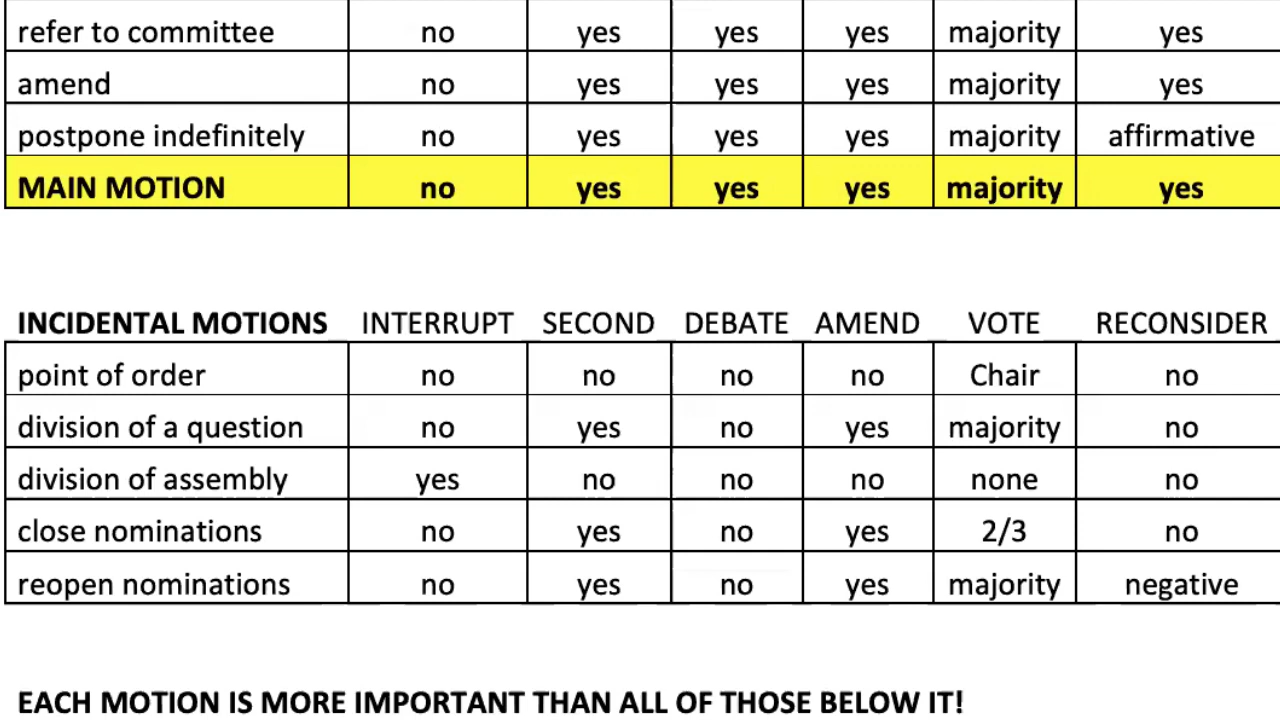 refer to committee no yes yes yes majority yes
amend no yes yes yes majority yes
postpone indefinitely no yes yes yes majority affirmative
MAIN MOTION no yes yes yes majority yes
INCIDENTAL MOTIONS INTERRUPT SECOND DEBATE AMEND VOTE RECONSIDER
point of order no no no no Chair no
division of a question no yes no yes majority no
division of assembly yes no no no none no
close nominations no yes no yes 2/3 no
reopen nominations no yes no yes majority negative
EACH MOTION IS MORE IMPORTANT THAN ALL OF THOSE BELOW IT!